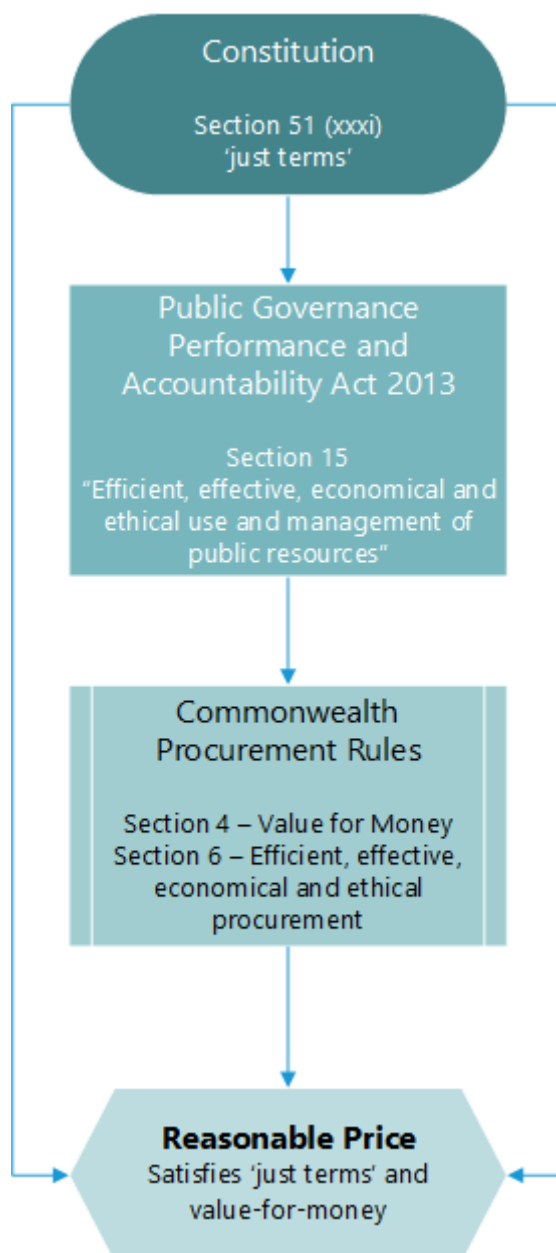 Constitution
Section 51 (xxxi)
‘just terms’
Public Governance
Performance and
Accountability Act 2013
Section 15
“Efficient, effective, economical and
ethical use and management of
public resources”
Commonwealth
Procurement Rules
Section 4 – Value for Money
Section 6 – Efficient, effective,
economical and ethical
procurement
Reasonable Price
Satisfies ‘just terms’ and
value-for-money